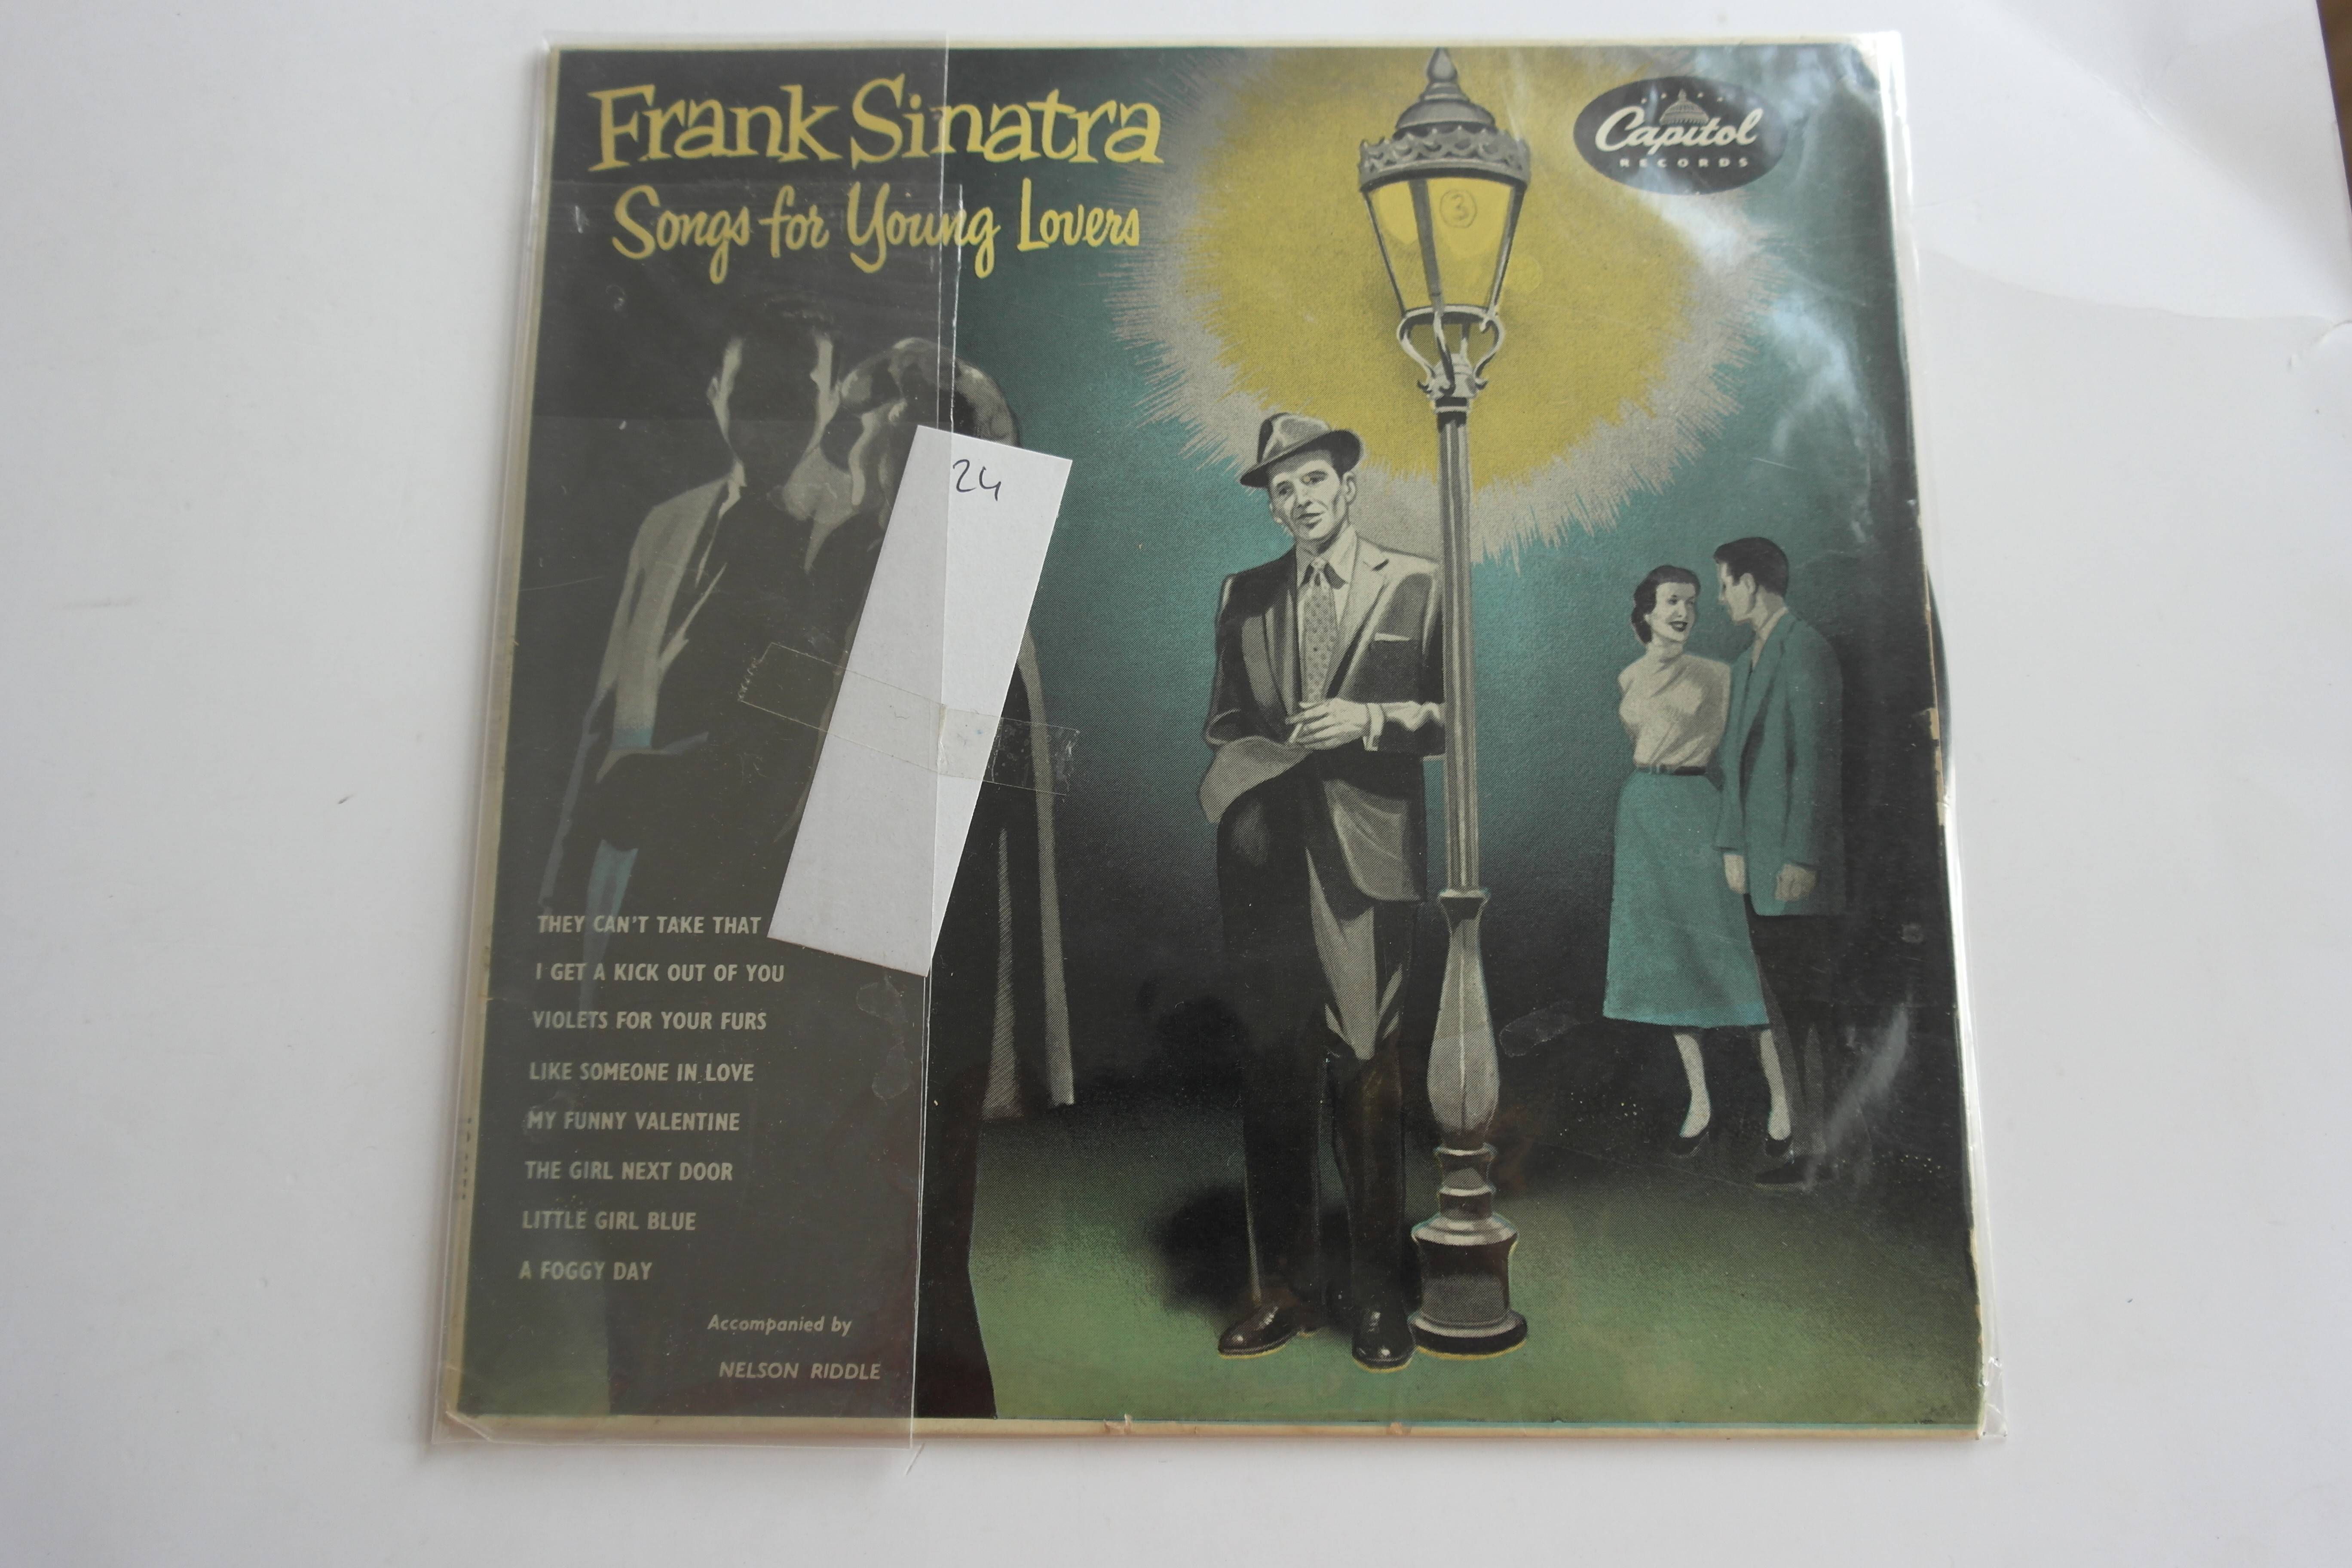 Frank Sinatra
Songs for Young Lovers
Capitol
RECORDS
3
24
THEY CAN'T TAKE THAT
I GET A KICK OUT OF YOU
VIOLETS FOR YOUR FURS
LIKE SOMEONE IN LOVE
MY FUNNY VALENTINE
THE GIRL NEXT DOOR
LITTLE GIRL BLUE
A FOGGY DAY
Accompanied by
NELSON RIDDLE